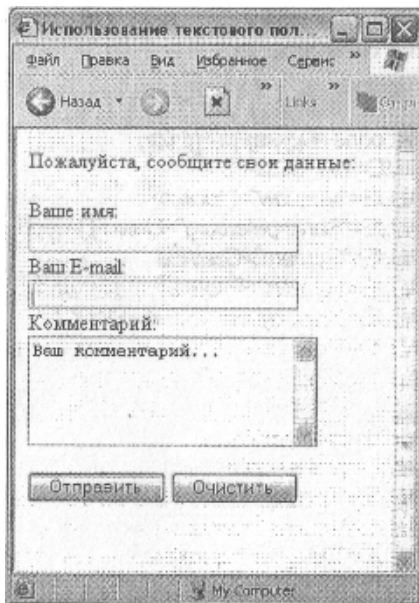 Использование текстового пол...
Файл Правка Вид Избранное Сервис »
Назад » Links »
Пожалуйста, сообщите свои данные:
Ваше имя:
Ваш E-mail:
Комментарий:
Ваш комментарий...
Отправить Очистить
My Computer